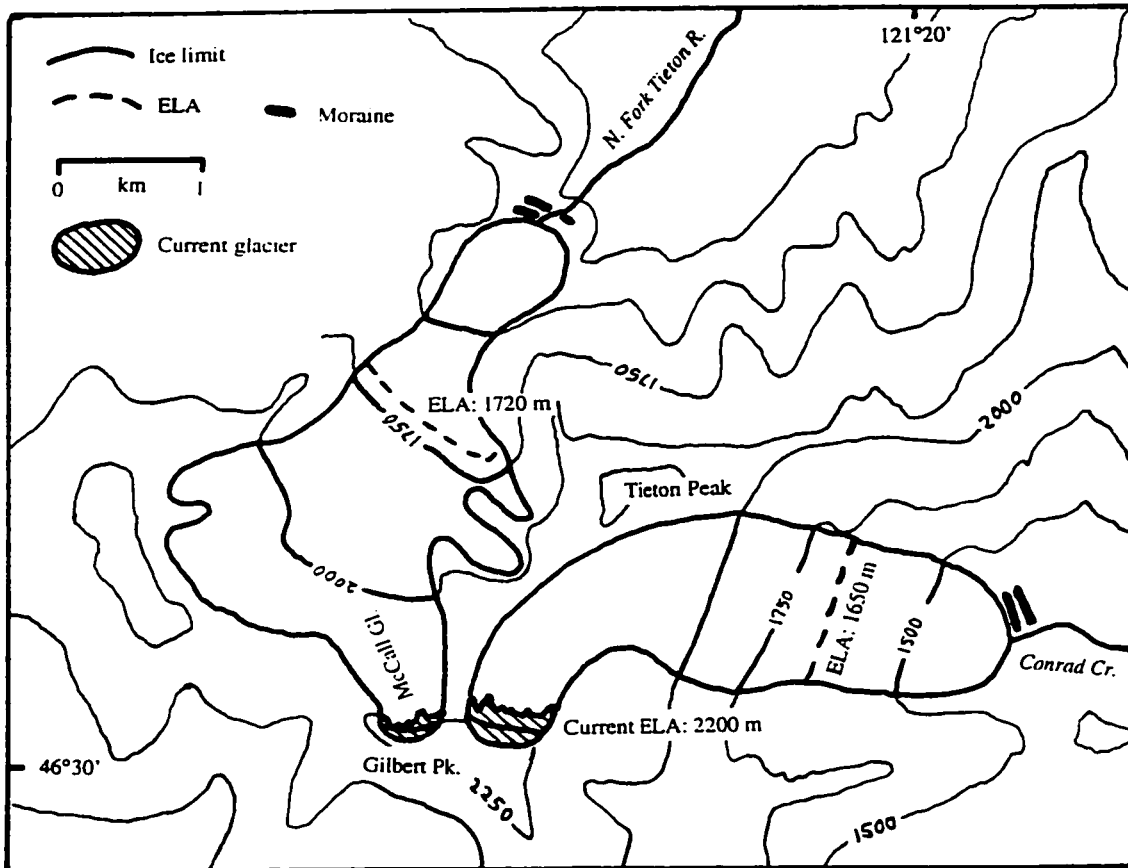 121°20'
Ice limit
ELA
Moraine
N. Fork Tieton R.
0 km 1
Current glacier
1750
ELA: 1720 m
1750
2000
Tieton Peak
2000
McCall Gl.
1750
ELA: 1650 m
1500
Conrad Cr.
Current ELA: 2200 m
46°30'
Gilbert Pk.
2250
1500